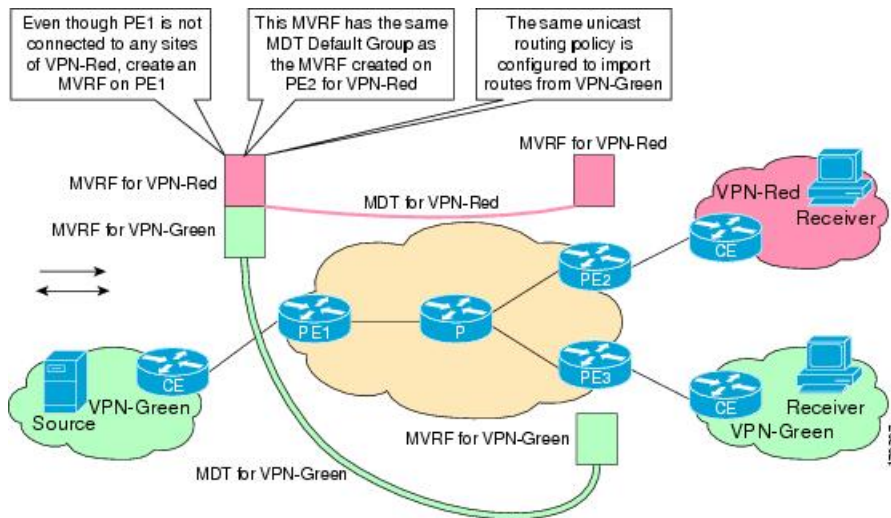 Even though PE1 is not
connected to any sites
of VPN-Red, create an
MVRF on PE1
This MVRF has the same
MDT Default Group as
the MVRF created on
PE2 for VPN-Red
The same unicast
routing policy is
configured to import
routes from VPN-Green
MVRF for VPN-Red
MVRF for VPN-Red
MDT for VPN-Red
MVRF for VPN-Green
VPN-Red
Receiver
CE
PE2
PE1
P
PE3
CE
Source
VPN-Green
CE
Receiver
VPN-Green
MVRF for VPN-Green
MDT for VPN-Green